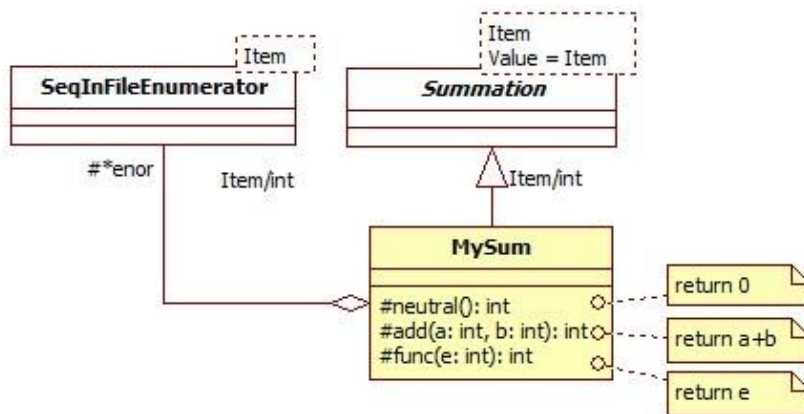 Item
SeqInFileEnumerator
Item
Value = Item
Summation
#*enor
Item/int
Item/int
MySum
#neutral(): int
#add(a: int, b: int): int
#func(e: int): int
return 0
return a+b
return e